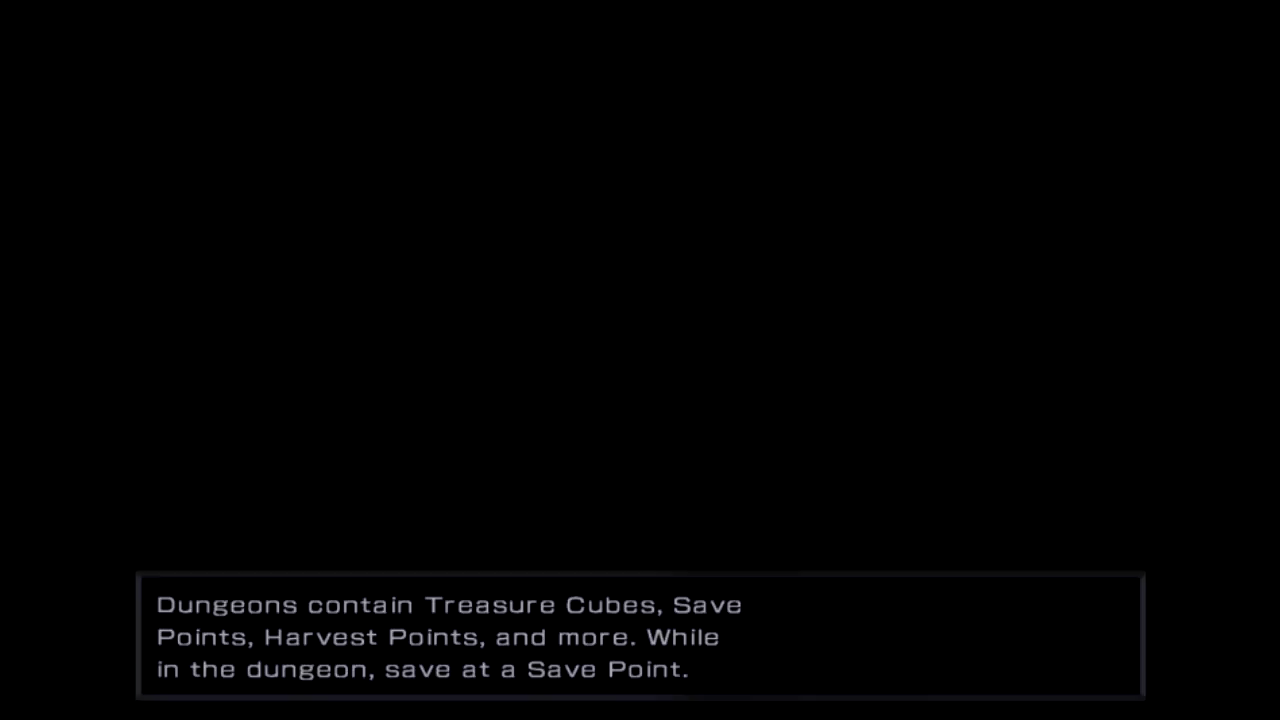 Dungeons contain Treasure Cubes, Save
Points, Harvest Points, and more. While
in the dungeon, save at a Save Point.